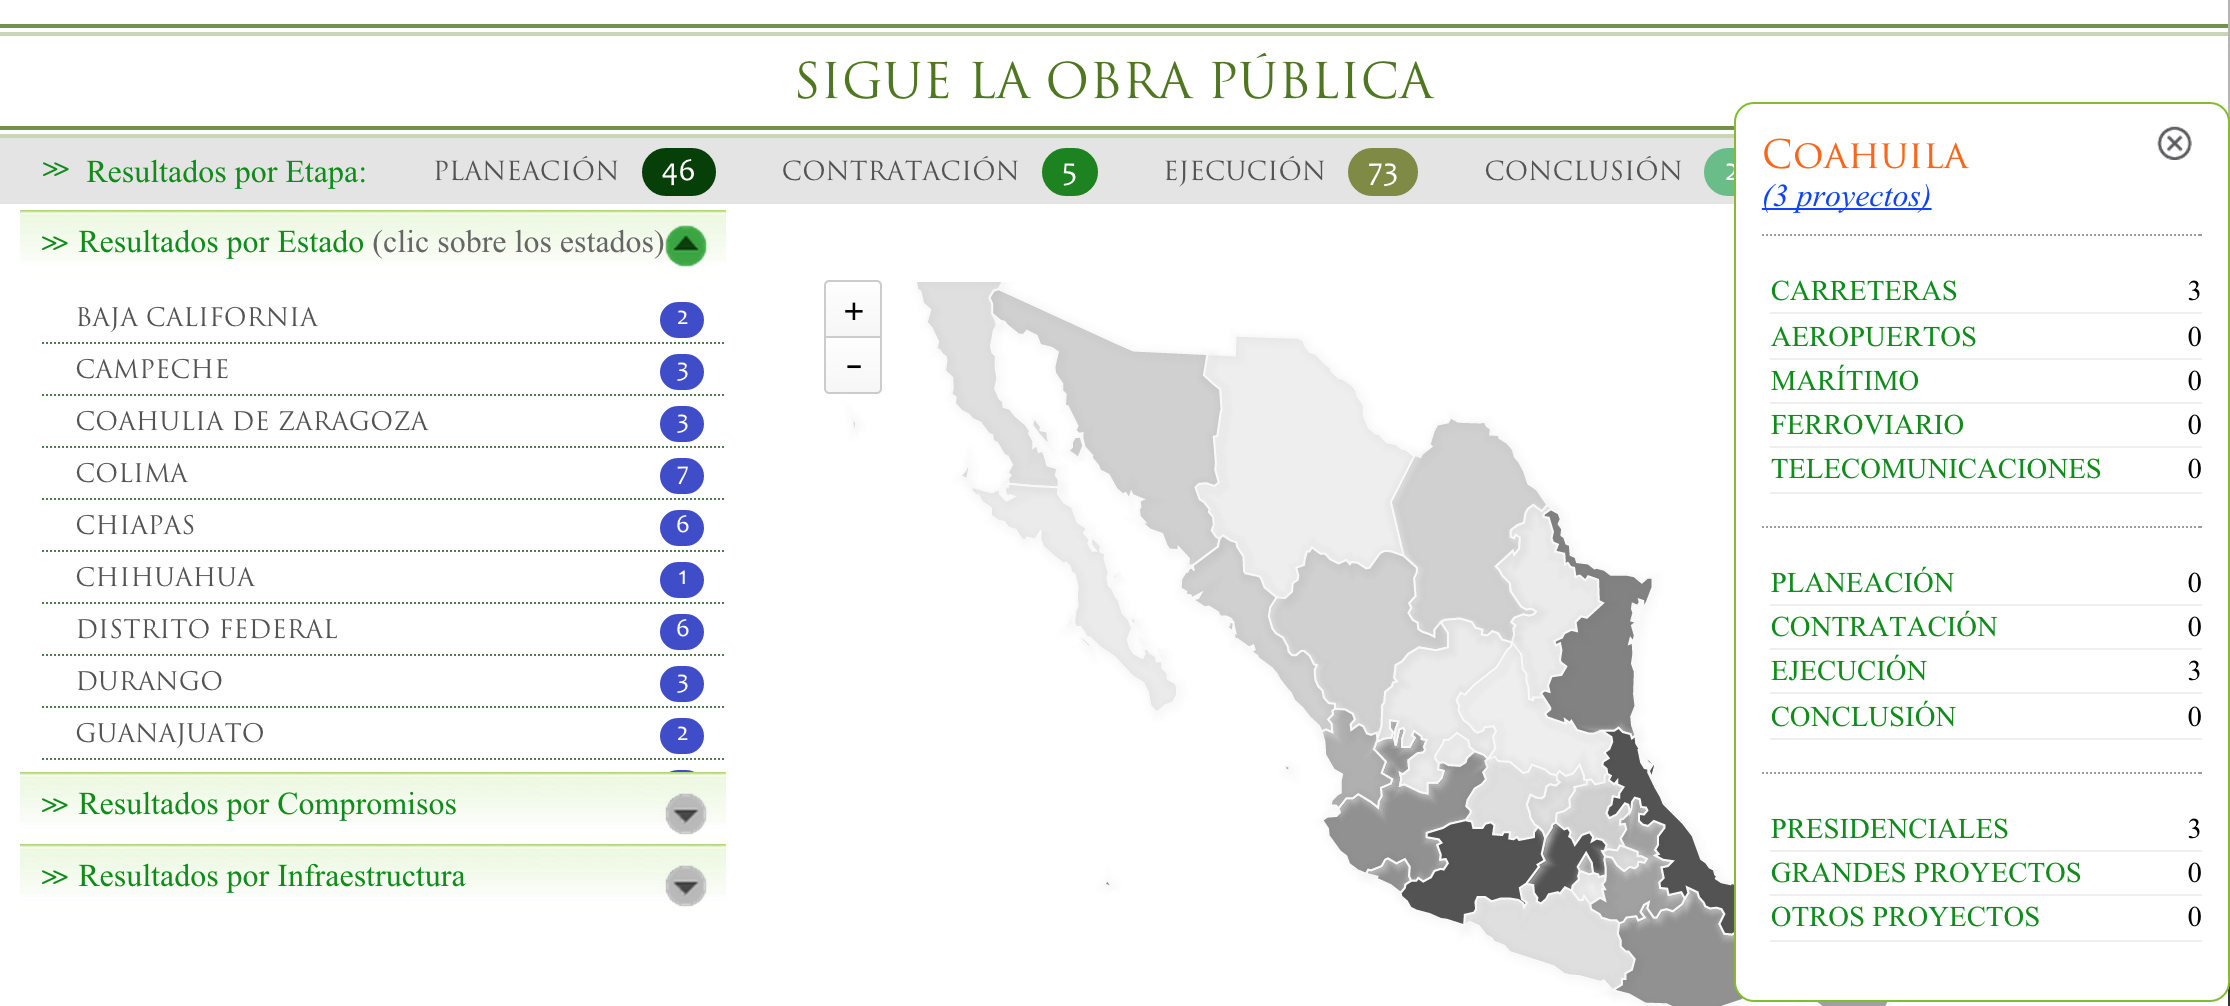 SIGUE LA OBRA PÚBLICA
>> Resultados por Etapa: PLANEACIÓN 46 CONTRATACIÓN 5 EJECUCIÓN 73 CONCLUSIÓN
>> Resultados por Estado (clic sobre los estados)
BAJA CALIFORNIA 2
CAMPECHE 3
COAHULIA DE ZARAGOZA 3
COLIMA 7
CHIAPAS 6
CHIHUAHUA 1
DISTRITO FEDERAL 6
DURANGO 3
GUANAJUATO 2
>> Resultados por Compromisos
>> Resultados por Infraestructura
+
-
COAHUILA
(3 proyectos)
CARRETERAS 3
AEROPUERTOS 0
MARÍTIMO 0
FERROVIARIO 0
TELECOMUNICACIONES 0
PLANEACIÓN 0
CONTRATACIÓN 0
EJECUCIÓN 3
CONCLUSIÓN 0
PRESIDENCIALES 3
GRANDES PROYECTOS 0
OTROS PROYECTOS 0